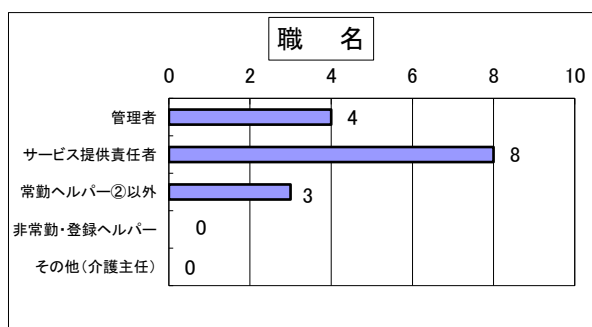 職　名
0 2 4 6 8 10
管理者 4
サービス提供責任者 8
常勤ヘルパー②以外 3
非常勤・登録ヘルパー 0
その他(介護主任) 0